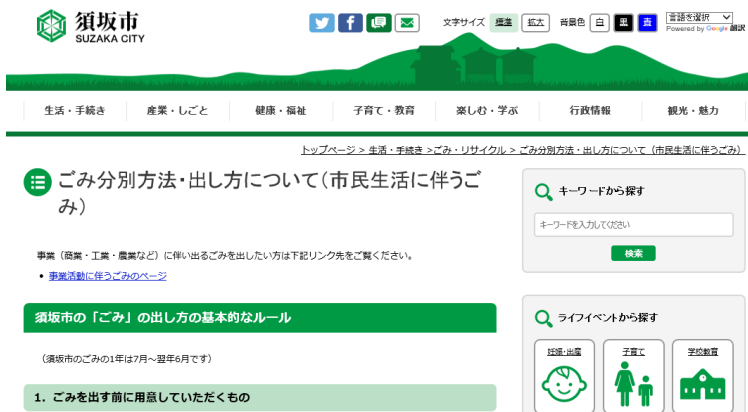 須坂市
SUZAKA CITY
文字サイズ 標準 拡大 背景色 白 黒 青 言語を選択
Powered by Google 翻訳
生活・手続き 産業・しごと 健康・福祉 子育て・教育 楽しむ・学ぶ 行政情報 観光・魅力
トップページ > 生活・手続き >ごみ・リサイクル > ごみ分別方法・出し方について（市民生活に伴うごみ）
ごみ分別方法・出し方について（市民生活に伴うご
み）
事業（商業・工業・農業など）に伴い出るごみを出したい方は下記リンク先をご覧ください。
• 事業活動に伴うごみのページ
須坂市の「ごみ」の出し方の基本的なルール
（須坂市のごみの1年は7月～翌年6月です）
1. ごみを出す前に用意していただくもの
キーワードから探す
キーワードを入力してください
検索
ライフイベントから探す
妊娠・出産 子育て 学校教育